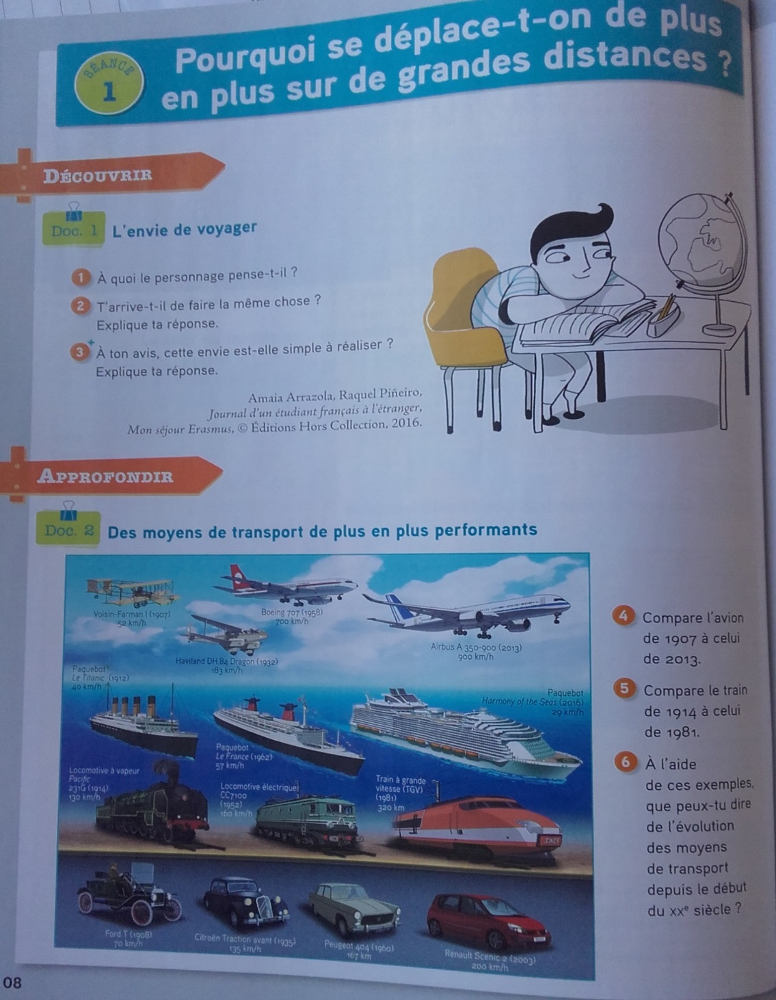 SÉANCE
1
Pourquoi se déplace-t-on de plus
en plus sur de grandes distances ?
DÉCOUVRIR
Doc. 1 L'envie de voyager
1 À quoi le personnage pense-t-il ?
2 T'arrive-t-il de faire la même chose ?
Explique ta réponse.
3+ À ton avis, cette envie est-elle simple à réaliser ?
Explique ta réponse.
Amaia Arrazola, Raquel Piñeiro,
Journal d'un étudiant français à l'étranger,
Mon séjour Erasmus, © Éditions Hors Collection, 2016.
APPROFONDIR
Doc. 2 Des moyens de transport de plus en plus performants
Voisin-Farman I (1907)
52 km/h
Boeing 707 (1958)
700 km/h
Haviland DH.84 Dragon (1932)
183 km/h
Airbus A 350-900 (2013)
900 km/h
Paquebot*
Le Titanic (1912)
40 km/h
Paquebot
Le France (1962)
57 km/h
Paquebot
Harmony of the Seas (2016)
29 km/h
Locomotive à vapeur
Pacific
231G (1914)
130 km/h
Locomotive électrique
CC7100
(1952)
160 km/h
Train à grande
vitesse (TGV)
(1981)
320 km
SNCF
Ford T (1908)
70 km/h
Citroën Traction avant (1935)
135 km/h
Peugeot 404 (1960)
167 km
Renault Scenic 2 (2003)
200 km/h
4 Compare l'avion
de 1907 à celui
de 2013.
5 Compare le train
de 1914 à celui
de 1981.
6 À l'aide
de ces exemples,
que peux-tu dire
de l'évolution
des moyens
de transport
depuis le début
du XXe siècle ?
08